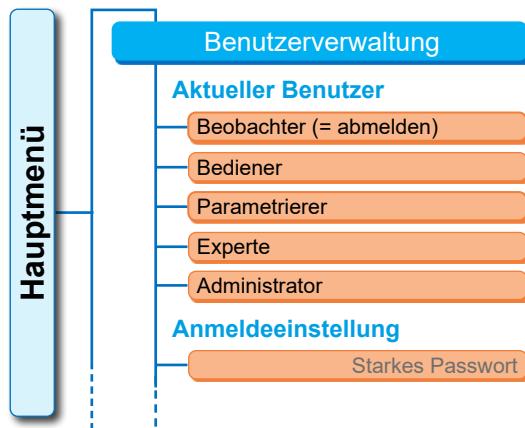 Hauptmenü
Benutzerverwaltung
Aktueller Benutzer
Beobachter (= abmelden)
Bediener
Parametrierer
Experte
Administrator
Anmeldeeinstellung
Starkes Passwort